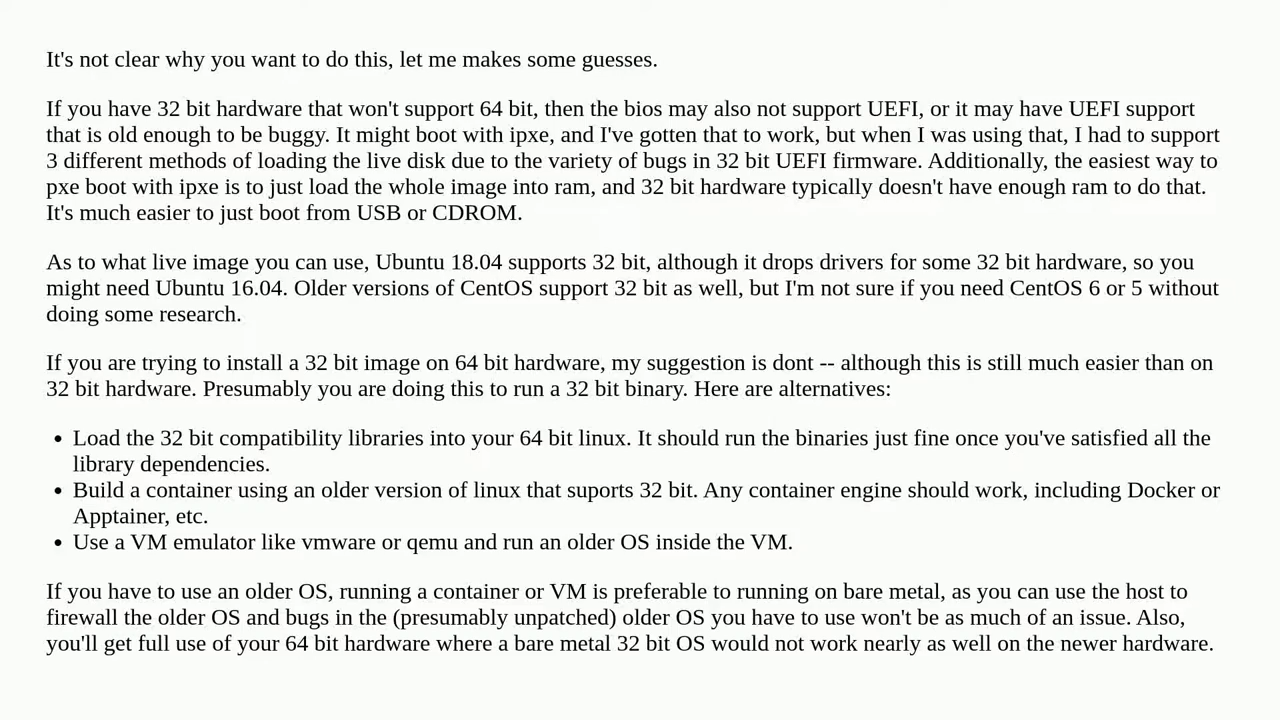 It's not clear why you want to do this, let me makes some guesses.
If you have 32 bit hardware that won't support 64 bit, then the bios may also not support UEFI, or it may have UEFI support
that is old enough to be buggy. It might boot with ipxe, and I've gotten that to work, but when I was using that, I had to support
3 different methods of loading the live disk due to the variety of bugs in 32 bit UEFI firmware. Additionally, the easiest way to
pxe boot with ipxe is to just load the whole image into ram, and 32 bit hardware typically doesn't have enough ram to do that.
It's much easier to just boot from USB or CDROM.
As to what live image you can use, Ubuntu 18.04 supports 32 bit, although it drops drivers for some 32 bit hardware, so you
might need Ubuntu 16.04. Older versions of CentOS support 32 bit as well, but I'm not sure if you need CentOS 6 or 5 without
doing some research.
If you are trying to install a 32 bit image on 64 bit hardware, my suggestion is dont -- although this is still much easier than on
32 bit hardware. Presumably you are doing this to run a 32 bit binary. Here are alternatives:
• Load the 32 bit compatibility libraries into your 64 bit linux. It should run the binaries just fine once you've satisfied all the
library dependencies.
• Build a container using an older version of linux that suports 32 bit. Any container engine should work, including Docker or
Apptainer, etc.
• Use a VM emulator like vmware or qemu and run an older OS inside the VM.
If you have to use an older OS, running a container or VM is preferable to running on bare metal, as you can use the host to
firewall the older OS and bugs in the (presumably unpatched) older OS you have to use won't be as much of an issue. Also,
you'll get full use of your 64 bit hardware where a bare metal 32 bit OS would not work nearly as well on the newer hardware.